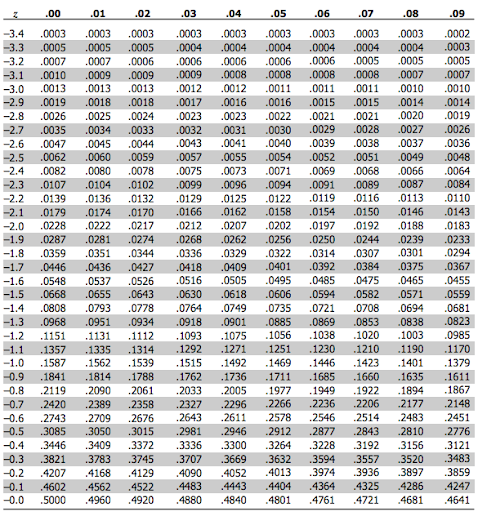 z .00 .01 .02 .03 .04 .05 .06 .07 .08 .09
–3.4 .0003 .0003 .0003 .0003 .0003 .0003 .0003 .0003 .0003 .0002
–3.3 .0005 .0005 .0005 .0004 .0004 .0004 .0004 .0004 .0004 .0003
–3.2 .0007 .0007 .0006 .0006 .0006 .0006 .0006 .0005 .0005 .0005
–3.1 .0010 .0009 .0009 .0009 .0008 .0008 .0008 .0008 .0007 .0007
–3.0 .0013 .0013 .0013 .0012 .0012 .0011 .0011 .0011 .0010 .0010
–2.9 .0019 .0018 .0018 .0017 .0016 .0016 .0015 .0015 .0014 .0014
–2.8 .0026 .0025 .0024 .0023 .0023 .0022 .0021 .0021 .0020 .0019
–2.7 .0035 .0034 .0033 .0032 .0031 .0030 .0029 .0028 .0027 .0026
–2.6 .0047 .0045 .0044 .0043 .0041 .0040 .0039 .0038 .0037 .0036
–2.5 .0062 .0060 .0059 .0057 .0055 .0054 .0052 .0051 .0049 .0048
–2.4 .0082 .0080 .0078 .0075 .0073 .0071 .0069 .0068 .0066 .0064
–2.3 .0107 .0104 .0102 .0099 .0096 .0094 .0091 .0089 .0087 .0084
–2.2 .0139 .0136 .0132 .0129 .0125 .0122 .0119 .0116 .0113 .0110
–2.1 .0179 .0174 .0170 .0166 .0162 .0158 .0154 .0150 .0146 .0143
–2.0 .0228 .0222 .0217 .0212 .0207 .0202 .0197 .0192 .0188 .0183
–1.9 .0287 .0281 .0274 .0268 .0262 .0256 .0250 .0244 .0239 .0233
–1.8 .0359 .0351 .0344 .0336 .0329 .0322 .0314 .0307 .0301 .0294
–1.7 .0446 .0436 .0427 .0418 .0409 .0401 .0392 .0384 .0375 .0367
–1.6 .0548 .0537 .0526 .0516 .0505 .0495 .0485 .0475 .0465 .0455
–1.5 .0668 .0655 .0643 .0630 .0618 .0606 .0594 .0582 .0571 .0559
–1.4 .0808 .0793 .0778 .0764 .0749 .0735 .0721 .0708 .0694 .0681
–1.3 .0968 .0951 .0934 .0918 .0901 .0885 .0869 .0853 .0838 .0823
–1.2 .1151 .1131 .1112 .1093 .1075 .1056 .1038 .1020 .1003 .0985
–1.1 .1357 .1335 .1314 .1292 .1271 .1251 .1230 .1210 .1190 .1170
–1.0 .1587 .1562 .1539 .1515 .1492 .1469 .1446 .1423 .1401 .1379
–0.9 .1841 .1814 .1788 .1762 .1736 .1711 .1685 .1660 .1635 .1611
–0.8 .2119 .2090 .2061 .2033 .2005 .1977 .1949 .1922 .1894 .1867
–0.7 .2420 .2389 .2358 .2327 .2296 .2266 .2236 .2206 .2177 .2148
–0.6 .2743 .2709 .2676 .2643 .2611 .2578 .2546 .2514 .2483 .2451
–0.5 .3085 .3050 .3015 .2981 .2946 .2912 .2877 .2843 .2810 .2776
–0.4 .3446 .3409 .3372 .3336 .3300 .3264 .3228 .3192 .3156 .3121
–0.3 .3821 .3783 .3745 .3707 .3669 .3632 .3594 .3557 .3520 .3483
–0.2 .4207 .4168 .4129 .4090 .4052 .4013 .3974 .3936 .3897 .3859
–0.1 .4602 .4562 .4522 .4483 .4443 .4404 .4364 .4325 .4286 .4247
–0.0 .5000 .4960 .4920 .4880 .4840 .4801 .4761 .4721 .4681 .4641